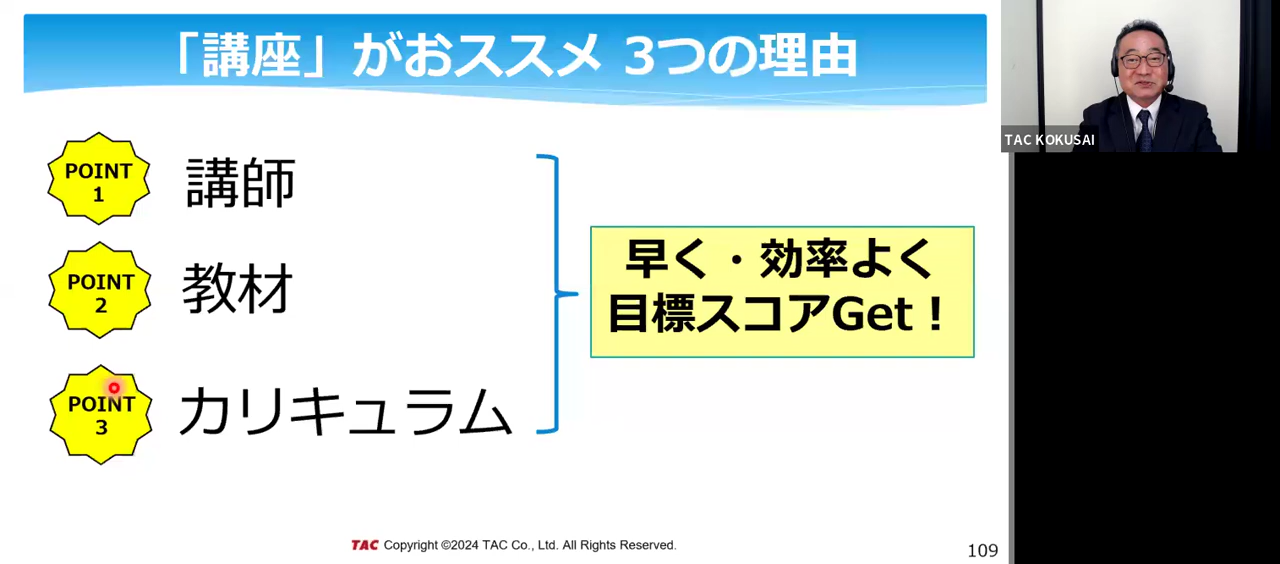 「講座」がおススメ 3つの理由
TAC KOKUSAI
POINT
1
講師
POINT
2
教材
POINT
3
カリキュラム
早く・効率よく
目標スコアGet！
TAC Copyright ©2024 TAC Co., Ltd. All Rights Reserved.
109